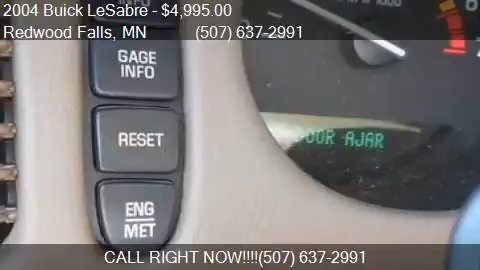 2004 Buick LeSabre - $4,995.00
Redwood Falls, MN (507) 637-2991
INFO
GAGE
INFO
RESET
DOOR AJAR
ENG
MET
CALL RIGHT NOW!!!!(507) 637-2991